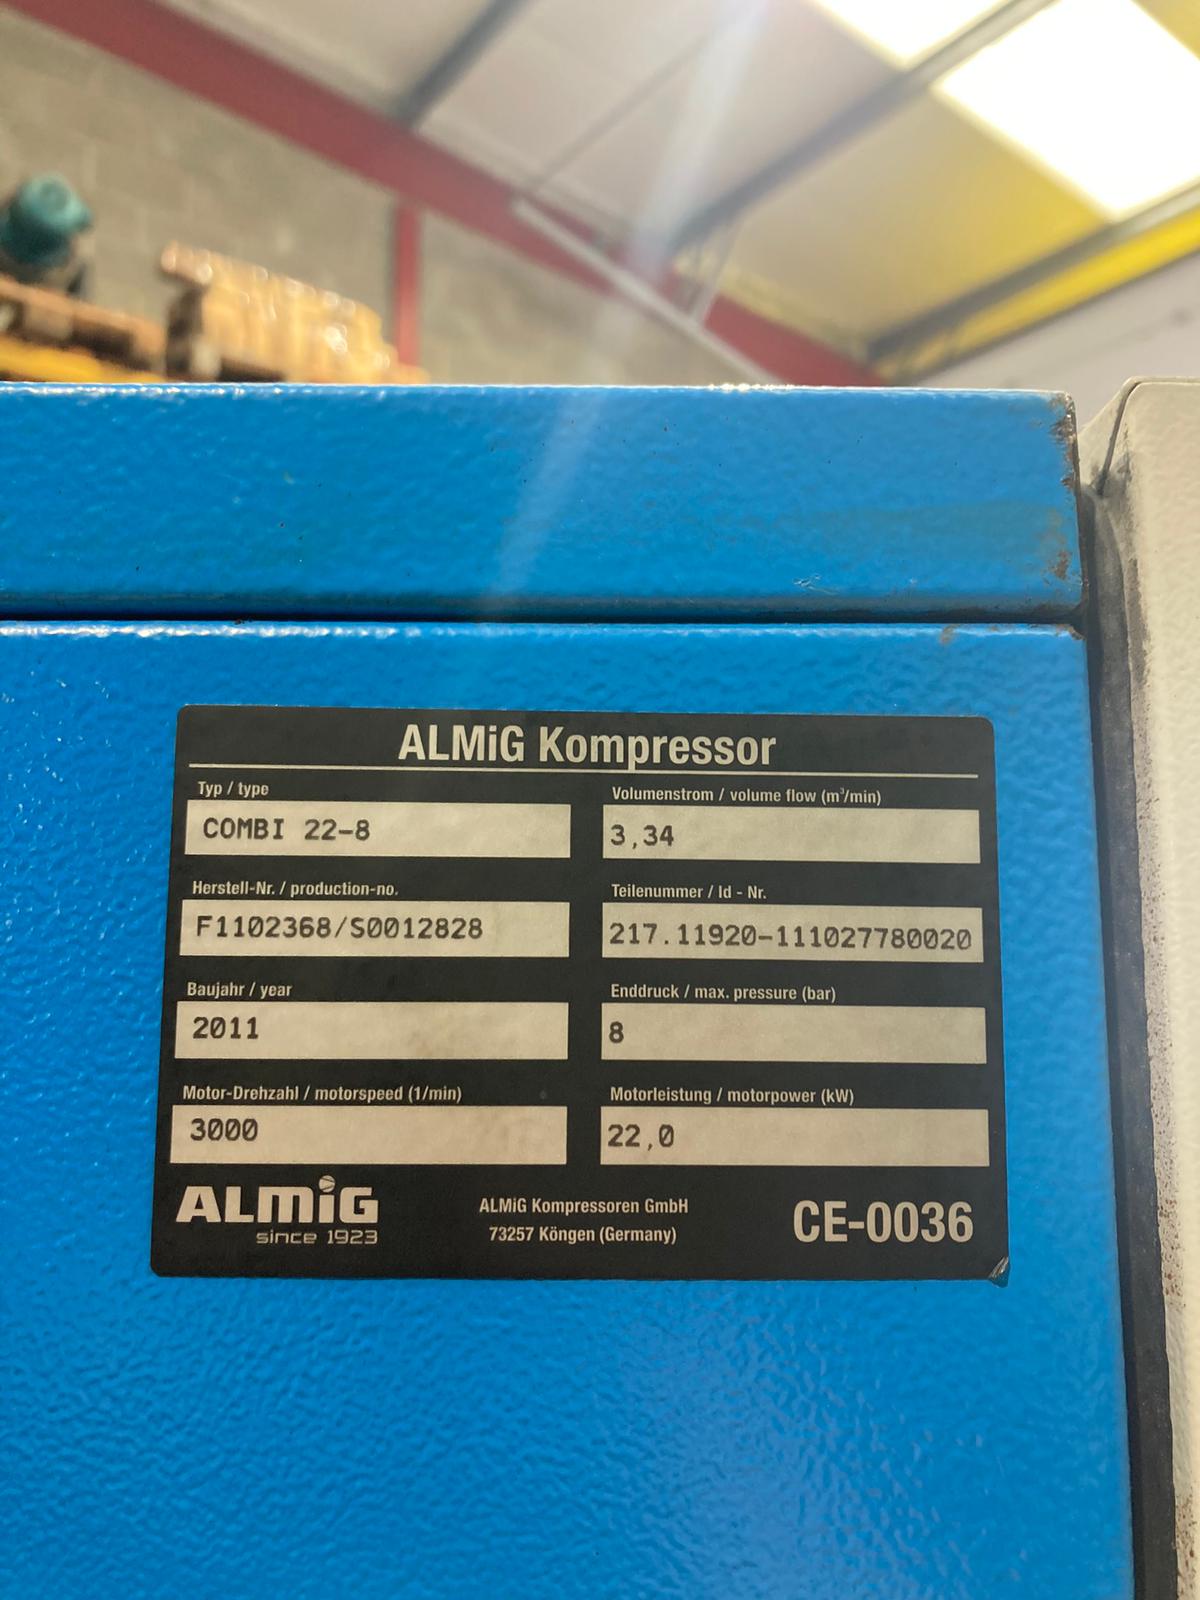 ALMiG Kompressor
Typ / type
COMBI 22-8
Volumenstrom / volume flow (m³/min)
3,34
Herstell-Nr. / production-no.
F1102368/S0012828
Teilenummer / Id - Nr.
217.11920-111027780020
Baujahr / year
2011
Enddruck / max. pressure (bar)
8
Motor-Drehzahl / motorspeed (1/min)
3000
Motorleistung / motorpower (kW)
22,0
ALMiG
since 1923
ALMiG Kompressoren GmbH
73257 Köngen (Germany)
CE-0036